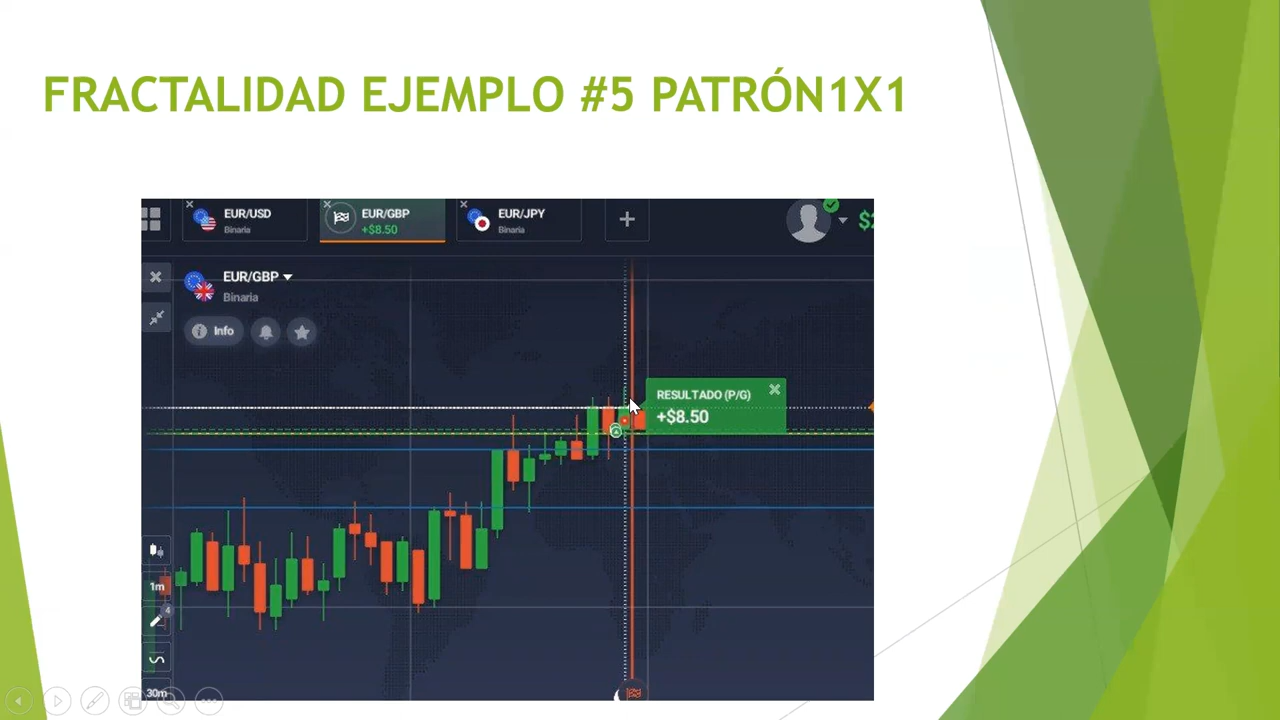 FRACTALIDAD EJEMPLO #5 PATRÓN1X1
EUR/USD
Binaria
EUR/GBP
+$8.50
EUR/JPY
Binaria
+
EUR/GBP
Binaria
Info
RESULTADO (P/G)
+$8.50
1m
4
30m